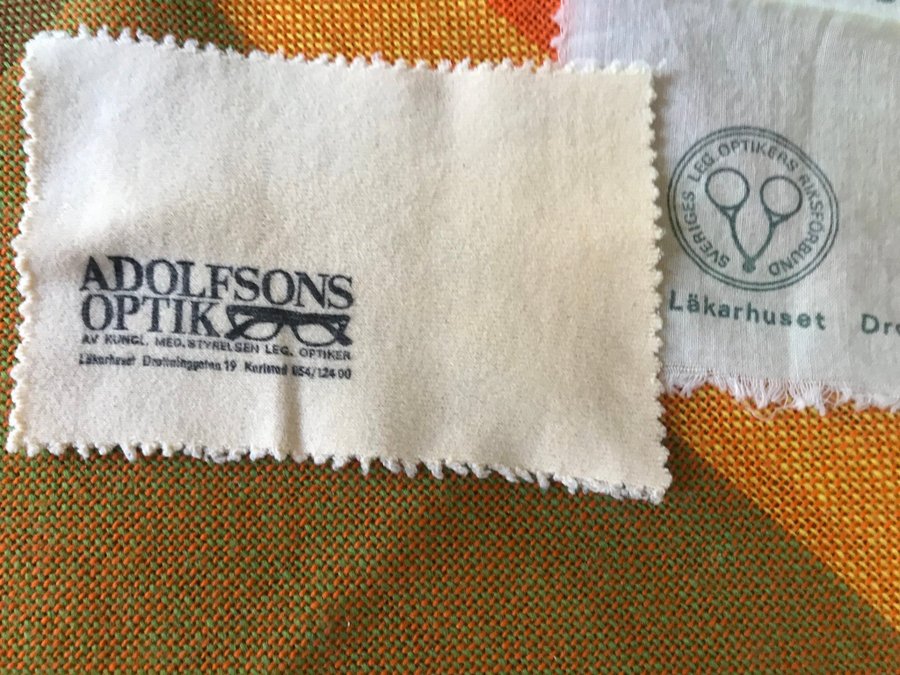 ADOLFSONS
OPTIK
AV KUNGL. MED. STYRELSEN LEG. OPTIKER
Läkarhuset Drottninggatan 19 Karlstad 054/124 00
SVERIGES LEG. OPTIKERS RIKSFÖRBUND
Läkarhuset Dro